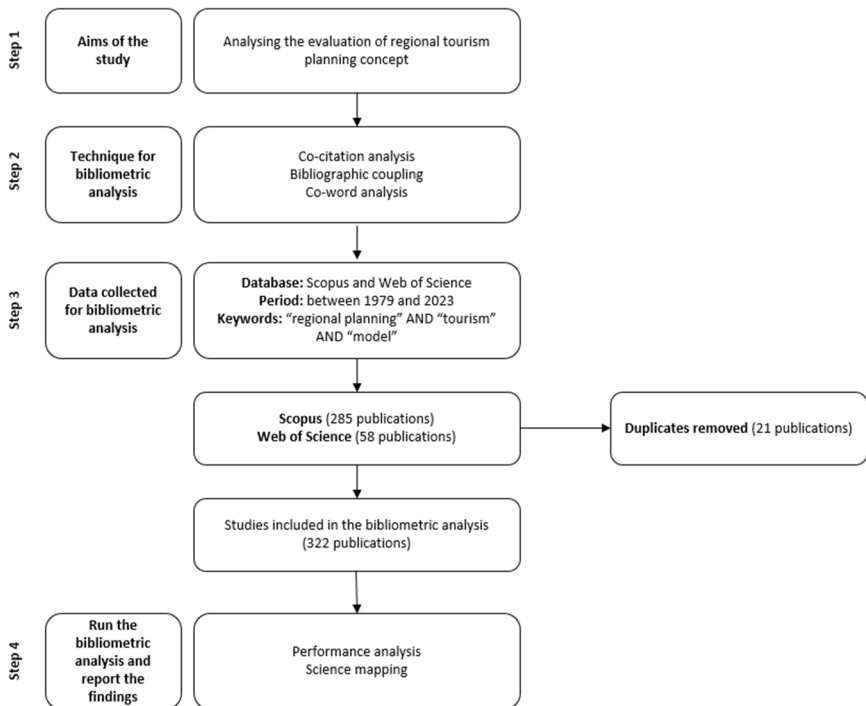 Step 1
Aims of the
study
Analysing the evaluation of regional tourism
planning concept
Step 2
Technique for
bibliometric
analysis
Co-citation analysis
Bibliographic coupling
Co-word analysis
Step 3
Data collected
for bibliometric
analysis
Database: Scopus and Web of Science
Period: between 1979 and 2023
Keywords: “regional planning” AND “tourism”
AND “model”
Scopus (285 publications)
Web of Science (58 publications)
Duplicates removed (21 publications)
Studies included in the bibliometric analysis
(322 publications)
Step 4
Run the
bibliometric
analysis and
report the
findings
Performance analysis
Science mapping